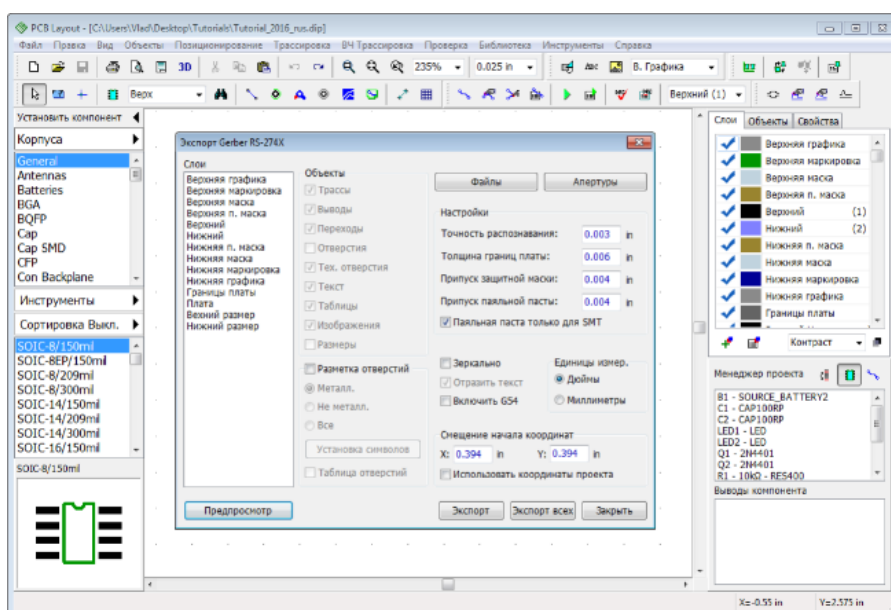 PCB Layout - [C:\Users\Vlad\Desktop\Tutorials\Tutorial_2016_rus.dip]
Файл Правка Вид Объекты Позиционирование Трассировка ВЧ Трассировка Проверка Библиотека Инструменты Справка
3D 235% 0.025 in Abc В. Графика
Верх Верхний (1)
Установить компонент
Корпуса
General
Antennas
Batteries
BGA
BQFP
Cap
Cap SMD
CFP
Con Backplane
Инструменты
Сортировка Выкл.
SOIC-8/150mil
SOIC-8EP/150mil
SOIC-8/209mil
SOIC-8/300mil
SOIC-14/150mil
SOIC-14/209mil
SOIC-14/300mil
SOIC-16/150mil
SOIC-8/150mil
Экспорт Gerber RS-274X
Слои
Верхняя графика
Верхняя маркировка
Верхняя маска
Верхняя п. маска
Верхний
Нижний
Нижняя п. маска
Нижняя маска
Нижняя маркировка
Нижняя графика
Границы платы
Плата
Вехний размер
Нижний размер
Предпросмотр
Объекты
Трассы
Выводы
Переходы
Отверстия
Тех. отверстия
Текст
Таблицы
Изображения
Размеры
Разметка отверстий
Металл.
Не металл.
Все
Установка символов
Таблица отверстий
Файлы Апертуры
Настройки
Точность распознавания: 0.003 in
Толщина границ платы: 0.006 in
Припуск защитной маски: 0.004 in
Припуск паяльной пасты: 0.004 in
Паяльная паста только для SMT
Зеркально
Отразить текст
Включить G54
Единицы измер.
Дюймы
Миллиметры
Смещение начала координат
X: 0.394 in Y: 0.394 in
Использовать координаты проекта
Экспорт Экспорт всех Закрыть
Слои Объекты Свойства
Верхняя графика
Верхняя маркировка
Верхняя маска
Верхняя п. маска
Верхний (1)
Нижний (2)
Нижняя п. маска
Нижняя маска
Нижняя маркировка
Нижняя графика
Границы платы
Контраст
Менеджер проекта
B1 - SOURCE_BATTERY2
C1 - CAP100RP
C2 - CAP100RP
LED1 - LED
LED2 - LED
Q1 - 2N4401
Q2 - 2N4401
R1 - 10kΩ - RES400
Выводы компонента
X=-0.55 in Y=2.575 in